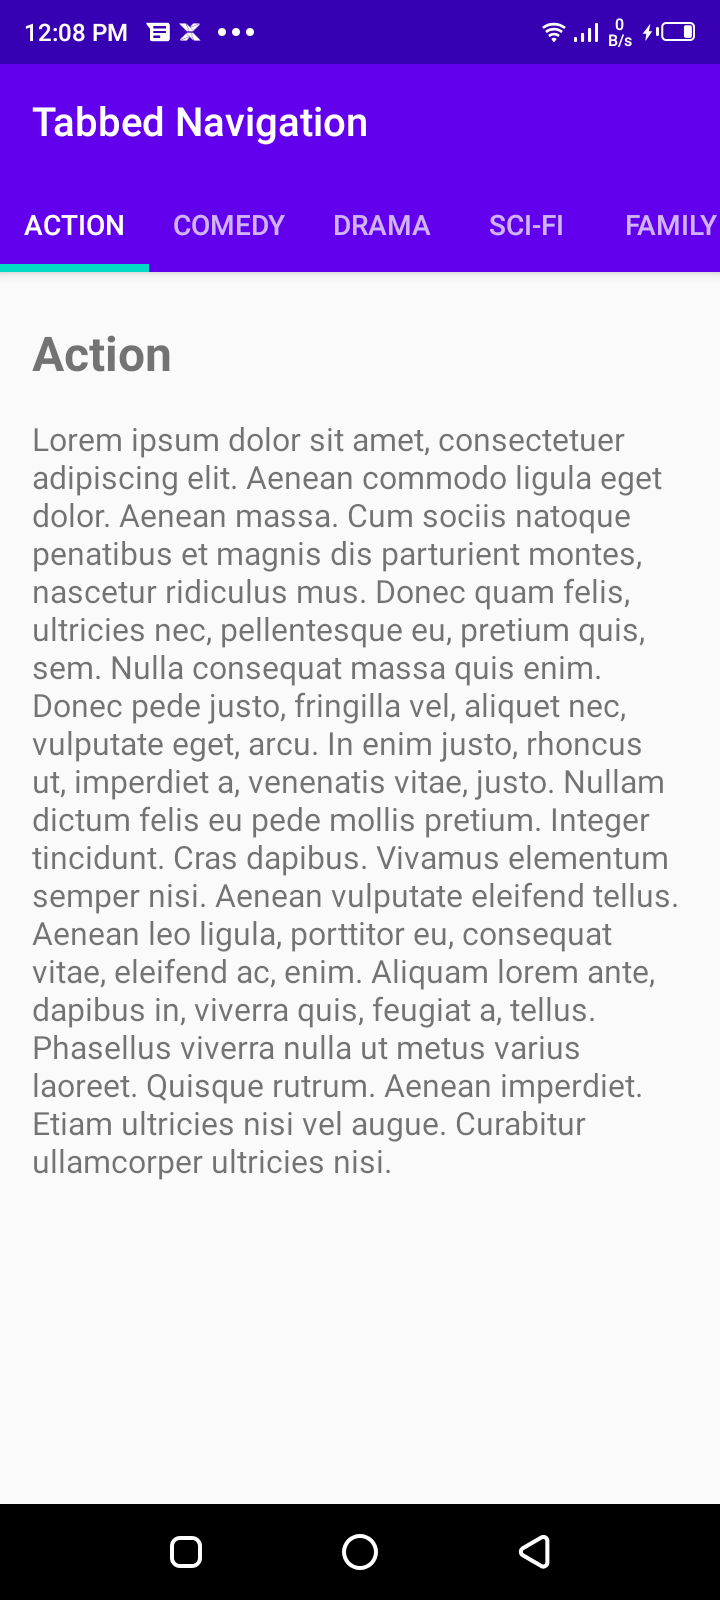 12:08 PM
0
B/s
Tabbed Navigation
ACTION COMEDY DRAMA SCI-FI FAMILY
Action
Lorem ipsum dolor sit amet, consectetuer
adipiscing elit. Aenean commodo ligula eget
dolor. Aenean massa. Cum sociis natoque
penatibus et magnis dis parturient montes,
nascetur ridiculus mus. Donec quam felis,
ultricies nec, pellentesque eu, pretium quis,
sem. Nulla consequat massa quis enim.
Donec pede justo, fringilla vel, aliquet nec,
vulputate eget, arcu. In enim justo, rhoncus
ut, imperdiet a, venenatis vitae, justo. Nullam
dictum felis eu pede mollis pretium. Integer
tincidunt. Cras dapibus. Vivamus elementum
semper nisi. Aenean vulputate eleifend tellus.
Aenean leo ligula, porttitor eu, consequat
vitae, eleifend ac, enim. Aliquam lorem ante,
dapibus in, viverra quis, feugiat a, tellus.
Phasellus viverra nulla ut metus varius
laoreet. Quisque rutrum. Aenean imperdiet.
Etiam ultricies nisi vel augue. Curabitur
ullamcorper ultricies nisi.